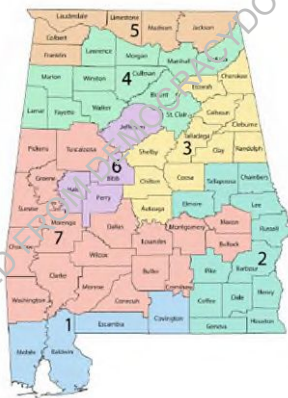 Lauderdale Limestone Madison Jackson
Colbert 5
Franklin Lawrence Morgan Marshall
Marion Winston 4 Cullman Cherokee
Blount Etowah
Lamar Fayette Walker St. Clair Calhoun
Jefferson Cleburne
Pickens Tuscaloosa Shelby 3 Talladega Clay Randolph
6 Bibb
Greene Hale Perry Chilton Coosa Tallapoosa Chambers
Sumter Autauga Elmore Lee
Marengo Dallas Montgomery Macon Russell
7 Lowndes Bullock
Wilcox 2
Clarke Butler Pike Barbour
Monroe Crenshaw Henry
Washington Conecuh Coffee Dale
1 Escambia Covington Geneva Houston
Mobile Baldwin
FROM DEMOCRACYDO